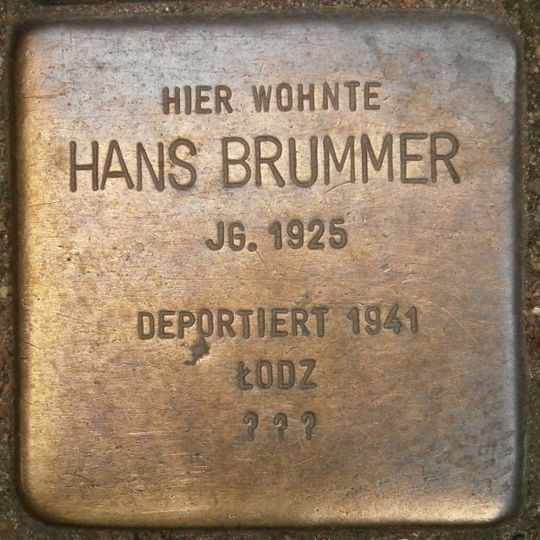 HIER WOHNTE
HANS BRUMMER
JG. 1925
DEPORTIERT 1941
ŁODZ
? ? ?